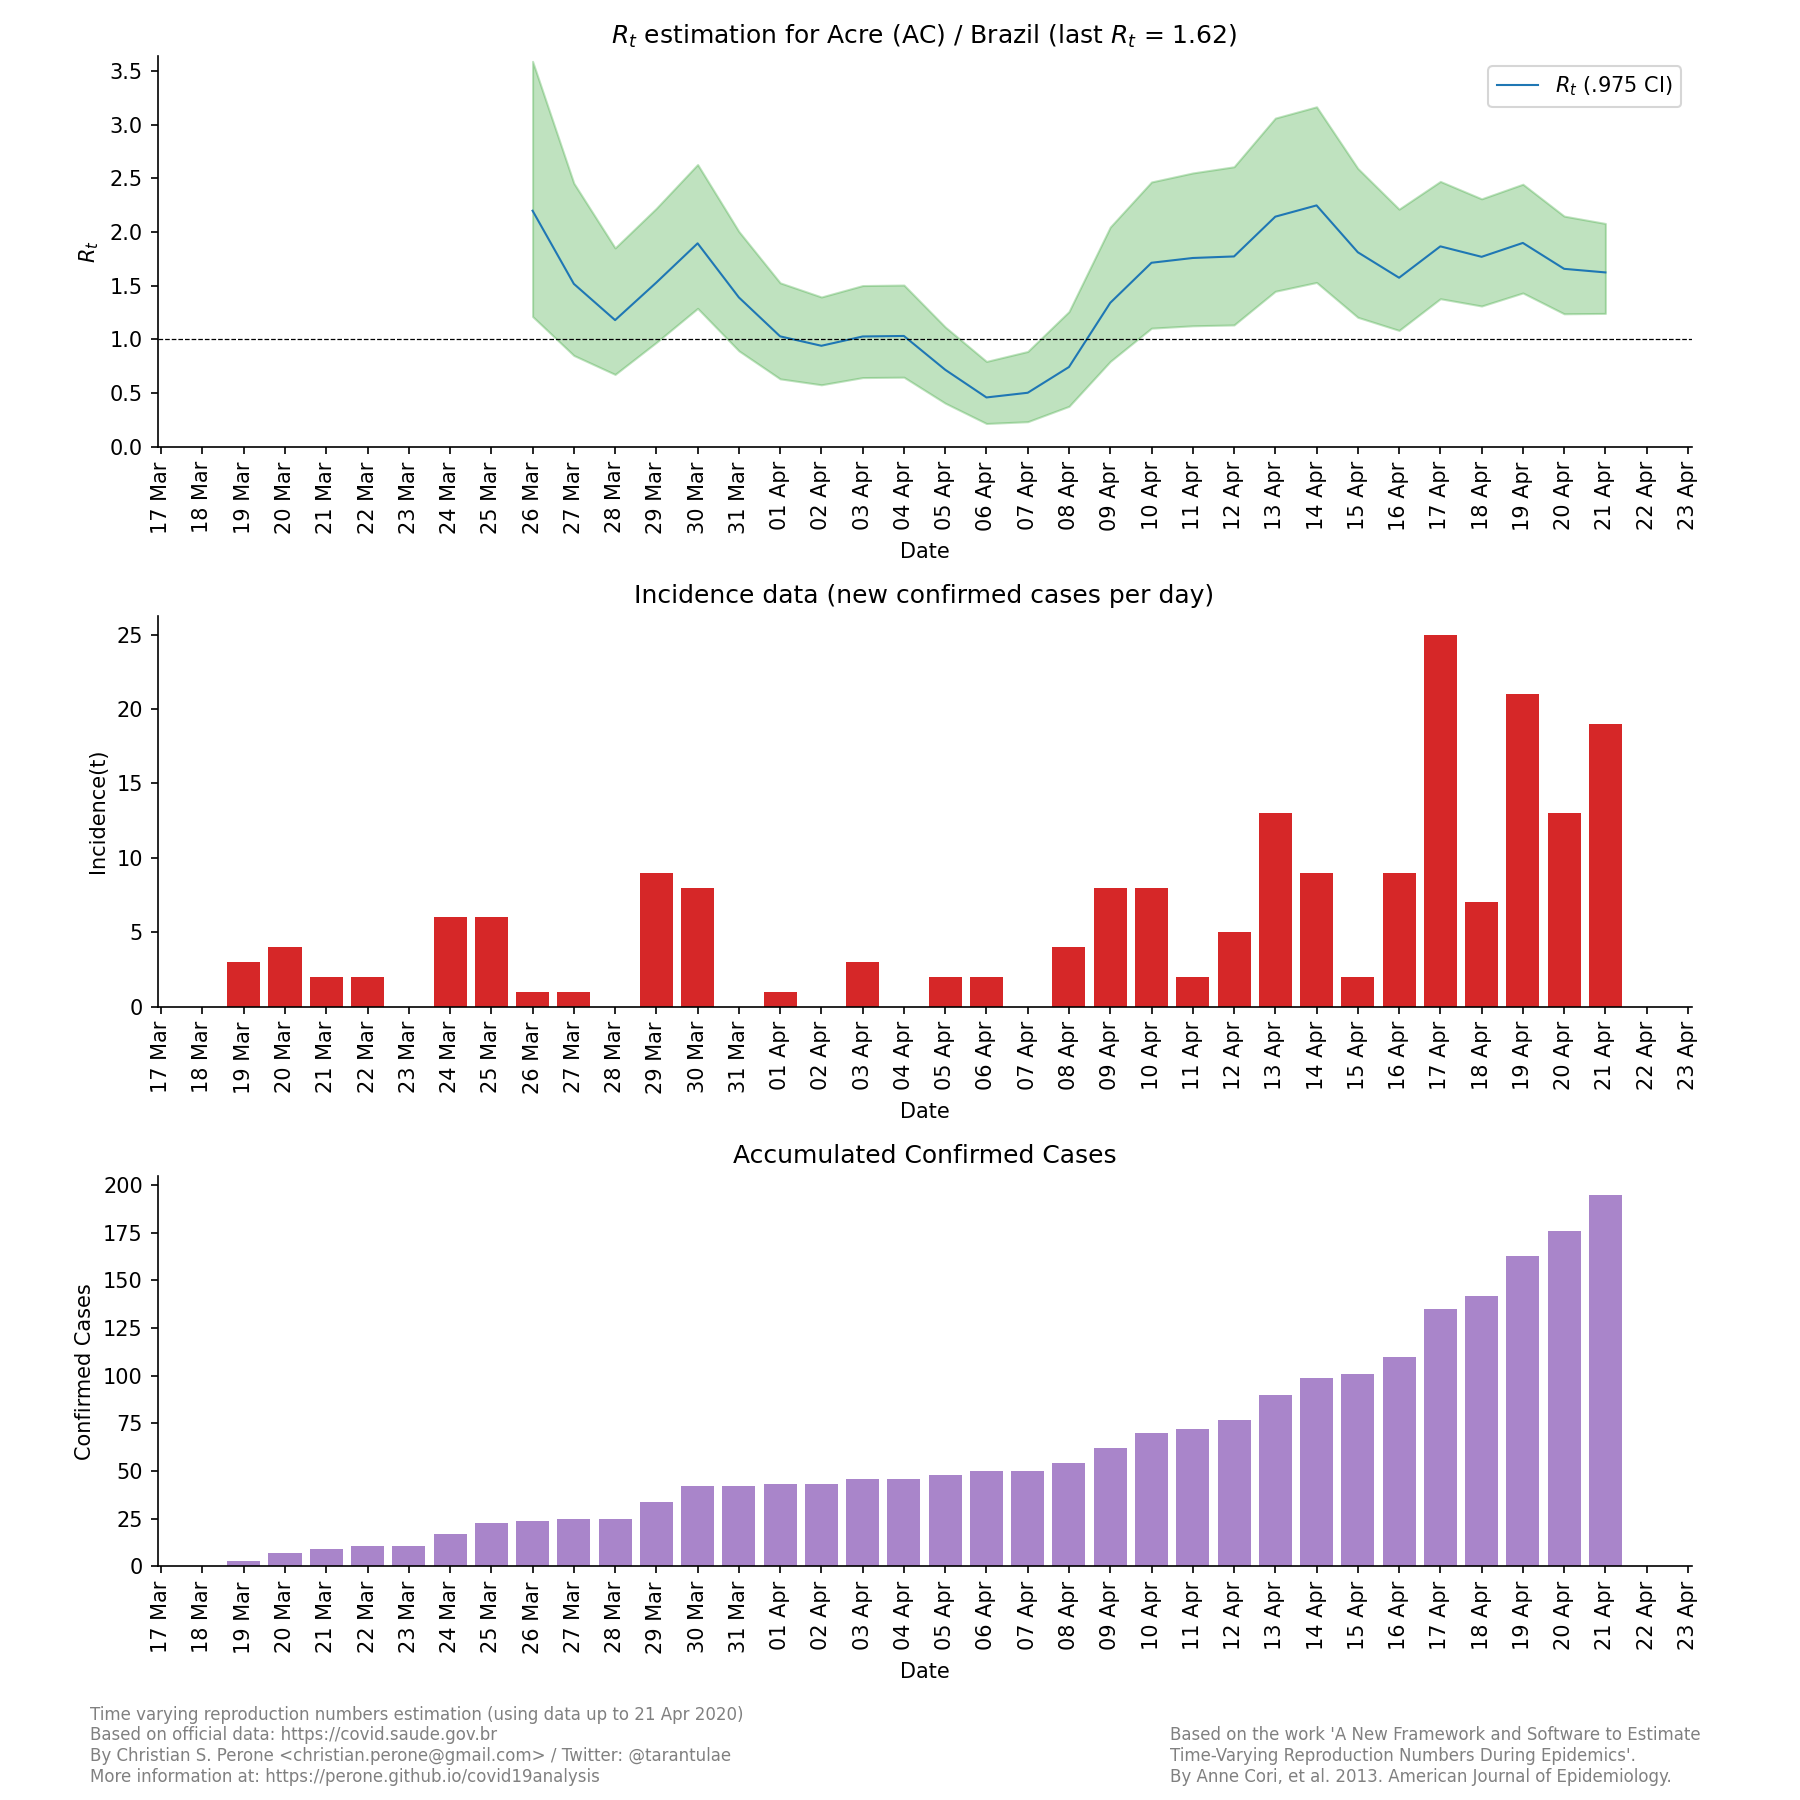 R_t estimation for Acre (AC) / Brazil (last R_t = 1.62)
R_t (.975 CI)
3.5
3.0
2.5
2.0
1.5
1.0
0.5
0.0
R_t
17 Mar 18 Mar 19 Mar 20 Mar 21 Mar 22 Mar 23 Mar 24 Mar 25 Mar 26 Mar 27 Mar 28 Mar 29 Mar 30 Mar 31 Mar 01 Apr 02 Apr 03 Apr 04 Apr 05 Apr 06 Apr 07 Apr 08 Apr 09 Apr 10 Apr 11 Apr 12 Apr 13 Apr 14 Apr 15 Apr 16 Apr 17 Apr 18 Apr 19 Apr 20 Apr 21 Apr 22 Apr 23 Apr
Date
Incidence data (new confirmed cases per day)
25
20
15
10
5
0
Incidence(t)
17 Mar 18 Mar 19 Mar 20 Mar 21 Mar 22 Mar 23 Mar 24 Mar 25 Mar 26 Mar 27 Mar 28 Mar 29 Mar 30 Mar 31 Mar 01 Apr 02 Apr 03 Apr 04 Apr 05 Apr 06 Apr 07 Apr 08 Apr 09 Apr 10 Apr 11 Apr 12 Apr 13 Apr 14 Apr 15 Apr 16 Apr 17 Apr 18 Apr 19 Apr 20 Apr 21 Apr 22 Apr 23 Apr
Date
Accumulated Confirmed Cases
200
175
150
125
100
75
50
25
0
Confirmed Cases
17 Mar 18 Mar 19 Mar 20 Mar 21 Mar 22 Mar 23 Mar 24 Mar 25 Mar 26 Mar 27 Mar 28 Mar 29 Mar 30 Mar 31 Mar 01 Apr 02 Apr 03 Apr 04 Apr 05 Apr 06 Apr 07 Apr 08 Apr 09 Apr 10 Apr 11 Apr 12 Apr 13 Apr 14 Apr 15 Apr 16 Apr 17 Apr 18 Apr 19 Apr 20 Apr 21 Apr 22 Apr 23 Apr
Date
Time varying reproduction numbers estimation (using data up to 21 Apr 2020)
Based on official data: https://covid.saude.gov.br
By Christian S. Perone <christian.perone@gmail.com> / Twitter: @tarantulae
More information at: https://perone.github.io/covid19analysis
Based on the work 'A New Framework and Software to Estimate
Time-Varying Reproduction Numbers During Epidemics'.
By Anne Cori, et al. 2013. American Journal of Epidemiology.